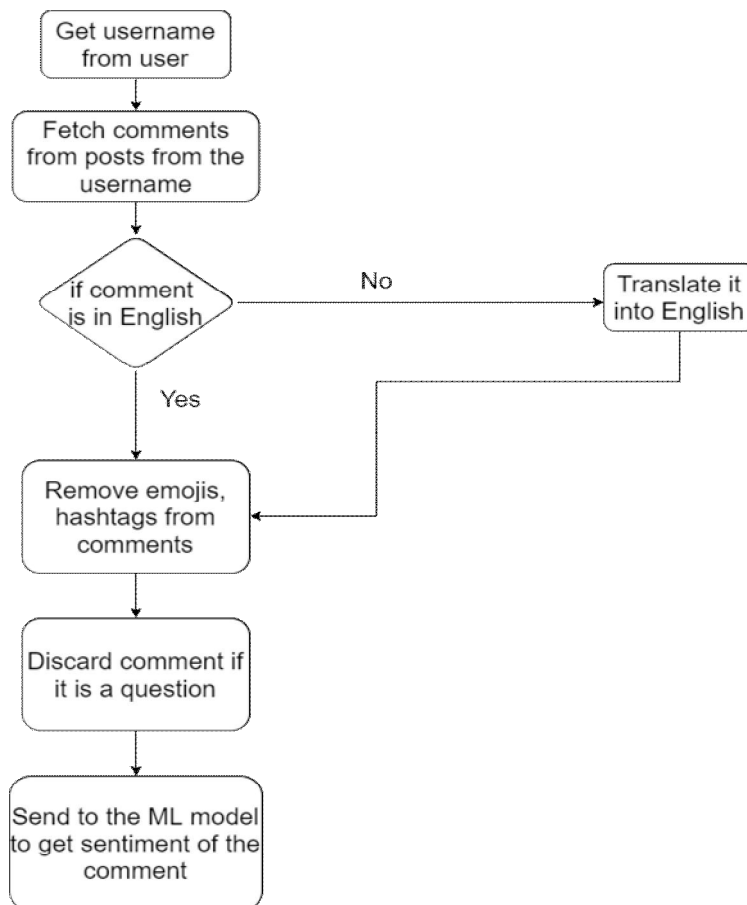 Get username
from user
Fetch comments
from posts from the
username
if comment
is in English
No
Translate it
into English
Yes
Remove emojis,
hashtags from
comments
Discard comment if
it is a question
Send to the ML model
to get sentiment of the
comment